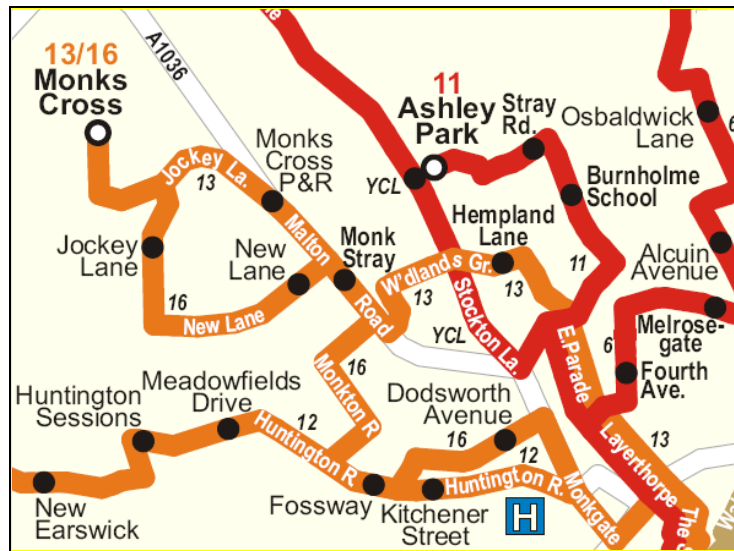 13/16
Monks
Cross
A1036
11
Ashley
Park
Stray
Rd.
Osbaldwick
Lane
6
Monks
Cross
P&R
Jockey La.
13
YCL
Burnholme
School
Jockey
Lane
New
Lane
Malton
Road
Monk
Stray
Hempland
Lane
W'dlands Gr.
13
13
11
Alcuin
Avenue
16
New Lane
Stockton La.
YCL
E.Parade
6
Melrose-
gate
Fourth
Ave.
16
Monkton R
Huntington
Sessions
Meadowfields
Drive
12
Huntington R
Dodsworth
Avenue
16
12
Layerthorpe
13
New
Earswick
Fossway
Kitchener
Street
Huntington R.
Monkgate
H
The